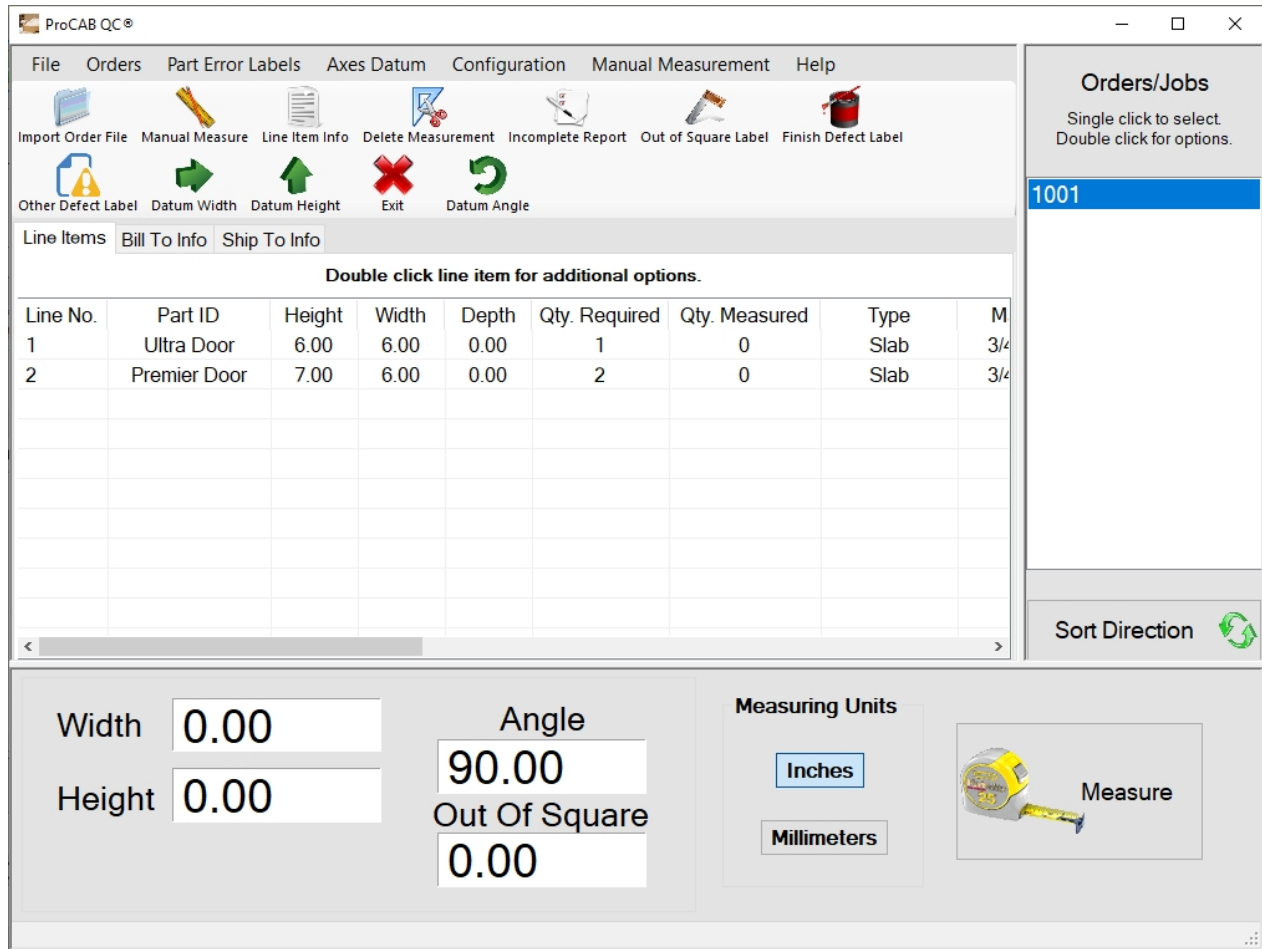 ProCAB QC®
File Orders Part Error Labels Axes Datum Configuration Manual Measurement Help
Import Order File Manual Measure Line Item Info Delete Measurement Incomplete Report Out of Square Label Finish Defect Label
Other Defect Label Datum Width Datum Height Exit Datum Angle
Line Items Bill To Info Ship To Info
Double click line item for additional options.
Line No. Part ID Height Width Depth Qty. Required Qty. Measured Type M
1 Ultra Door 6.00 6.00 0.00 1 0 Slab 3/4
2 Premier Door 7.00 6.00 0.00 2 0 Slab 3/4
Orders/Jobs
Single click to select.
Double click for options.
1001
Sort Direction
Width 0.00
Height 0.00
Angle
90.00
Out Of Square
0.00
Measuring Units
Inches
Millimeters
Measure